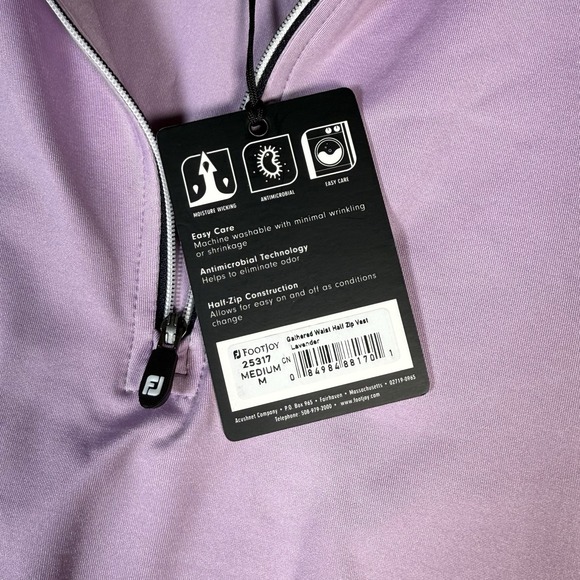 MOISTURE WICKING
ANTIMICROBIAL
EASY CARE
Easy Care
Machine washable with minimal wrinkling
or shrinkage
Antimicrobial Technology
Helps to eliminate odor
Half-Zip Construction
Allows for easy on and off as conditions
change
FJ FOOTJOY
25317
MEDIUM
M
Gathered Waist Half Zip Vest
Lavender
CN
0 84984 88170 1
Acushnet Company • P.O. Box 965 • Fairhaven • Massachusetts • 02719-0965
Telephone: 508-979-2000 • www.footjoy.com
FJ